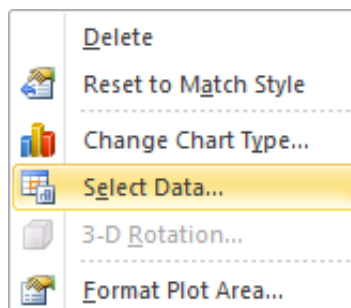 Delete
Reset to Match Style
Change Chart Type...
Select Data...
3-D Rotation...
Format Plot Area...